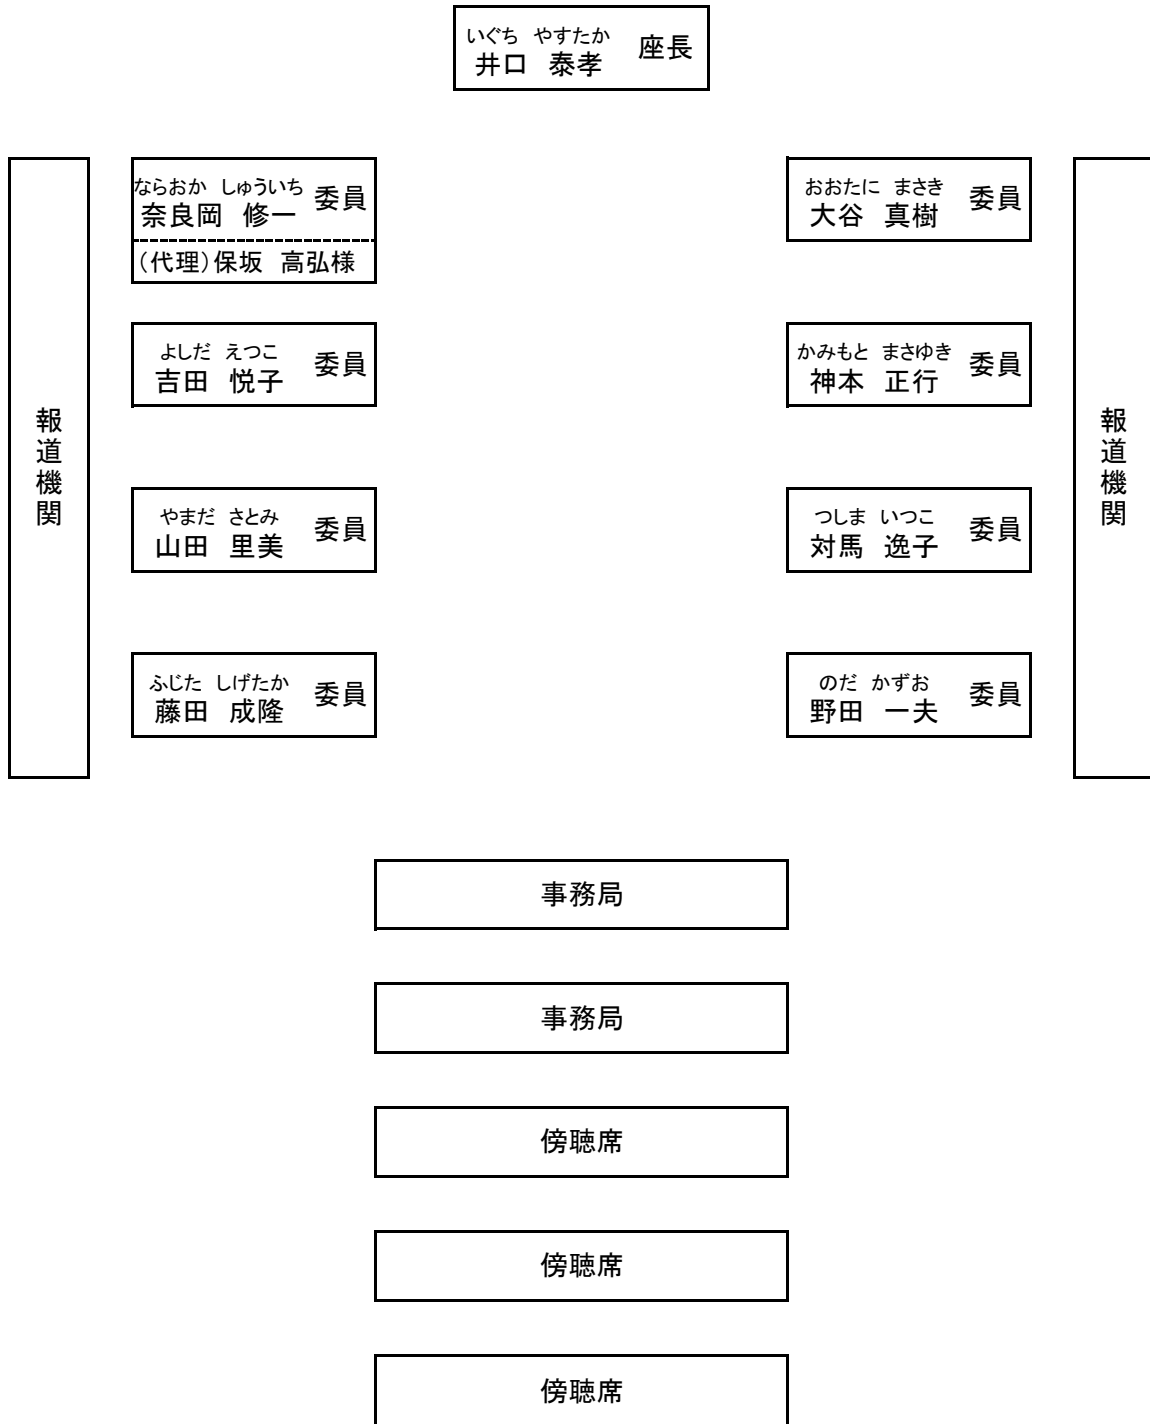 いぐち やすたか
井口 泰孝 座長
ならおか しゅういち
奈良岡 修一 委員
(代理)保坂 高弘様
おおたに まさき
大谷 真樹 委員
よしだ えつこ
吉田 悦子 委員
かみもと まさゆき
神本 正行 委員
報道機関
報道機関
やまだ さとみ
山田 里美 委員
つしま いつこ
対馬 逸子 委員
ふじた しげたか
藤田 成隆 委員
のだ かずお
野田 一夫 委員
事務局
事務局
傍聴席
傍聴席
傍聴席